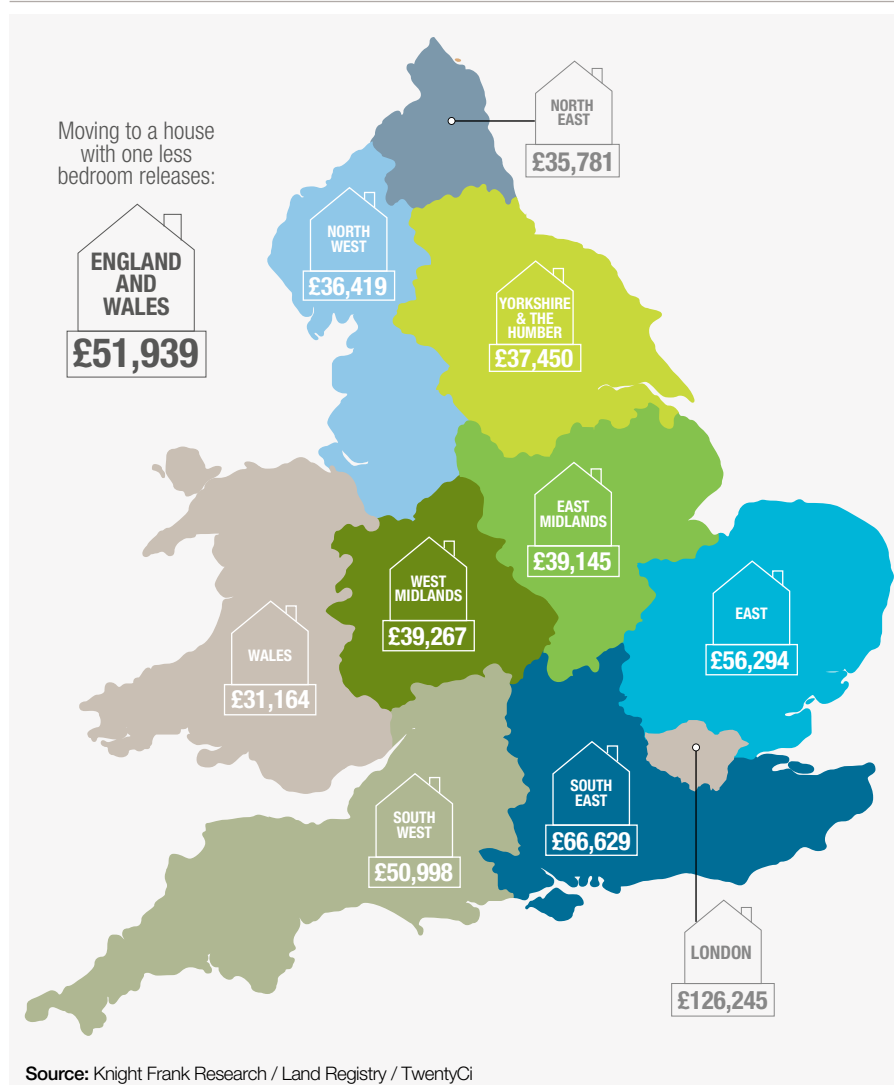 Moving to a house
with one less
bedroom releases:
ENGLAND
AND
WALES
£51,939
NORTH
EAST
£35,781
NORTH
WEST
£36,419
YORKSHIRE
& THE
HUMBER
£37,450
EAST
MIDLANDS
£39,145
WEST
MIDLANDS
£39,267
EAST
£56,294
WALES
£31,164
SOUTH
EAST
£66,629
SOUTH
WEST
£50,998
LONDON
£126,245
Source: Knight Frank Research / Land Registry / TwentyCi